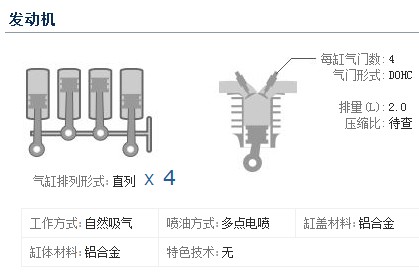 发动机
每缸气门数: 4
气门形式: DOHC
排量(L): 2.0
压缩比: 待查
气缸排列形式: 直列 X 4
工作方式: 自然吸气 喷油方式: 多点电喷 缸盖材料: 铝合金
缸体材料: 铝合金 特色技术: 无